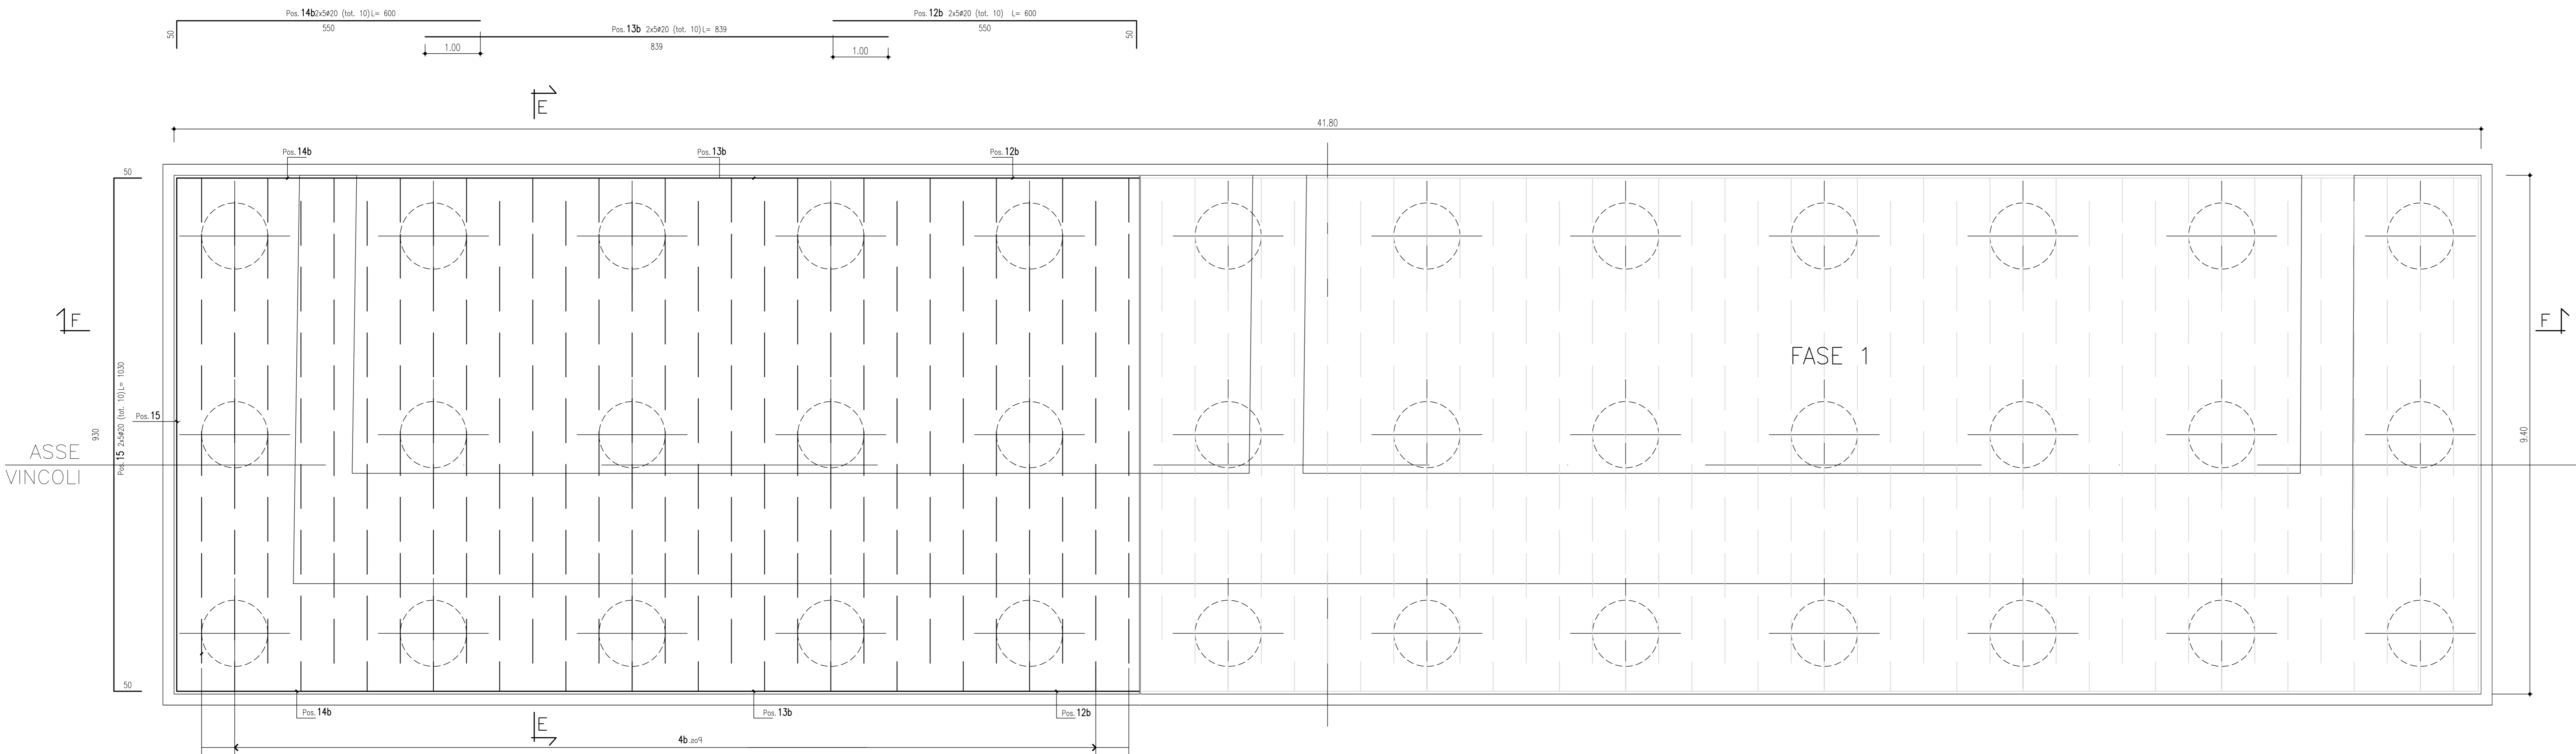 Pos. 14b 2x5ø20 (tot. 10) L= 600
550
50
Pos. 13b 2x5ø20 (tot. 10) L= 839
839
1.00
1.00
Pos. 12b 2x5ø20 (tot. 10) L= 600
550
50
E
41.80
Pos. 14b
Pos. 13b
Pos. 12b
50
F
F
FASE 1
Pos. 15 2x5ø20 (tot. 10) L= 1030
930
Pos. 15
ASSE
VINCOLI
9.40
50
Pos. 14b
Pos. 13b
Pos. 12b
E
4b Pos.